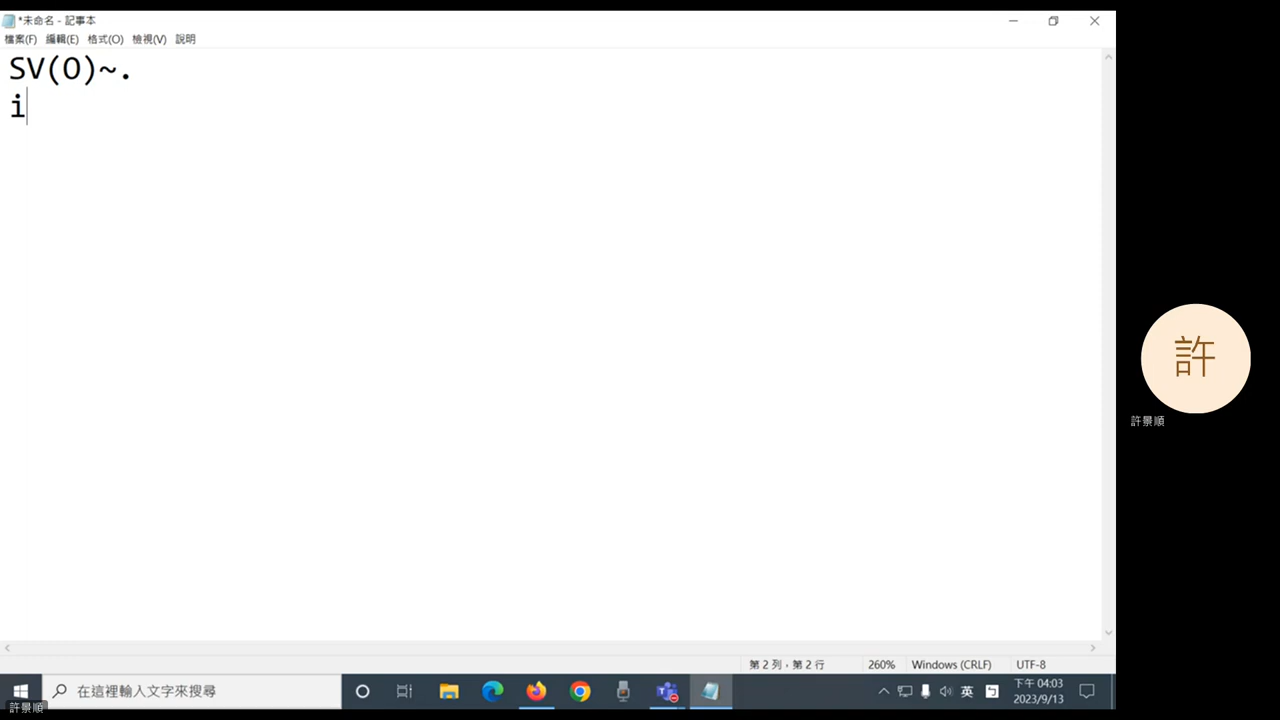 *未命名 - 記事本
檔案(F) 編輯(E) 格式(O) 檢視(V) 說明
SV(O)~.
i
許
許景順
第 2 列，第 2 行 260% Windows (CRLF) UTF-8
在這裡輸入文字來搜尋
英
下午 04:03
2023/9/13
許景順